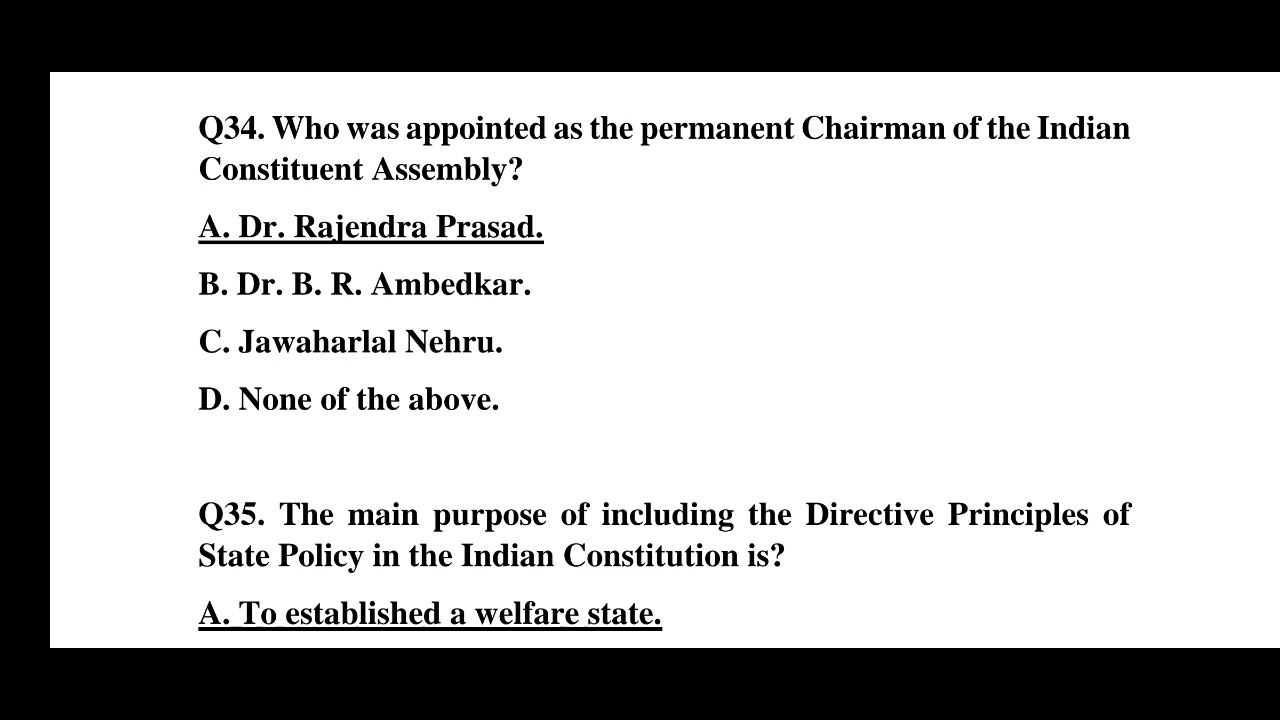 Q34. Who was appointed as the permanent Chairman of the Indian
Constituent Assembly?
A. Dr. Rajendra Prasad.
B. Dr. B. R. Ambedkar.
C. Jawaharlal Nehru.
D. None of the above.
Q35. The main purpose of including the Directive Principles of
State Policy in the Indian Constitution is?
A. To established a welfare state.